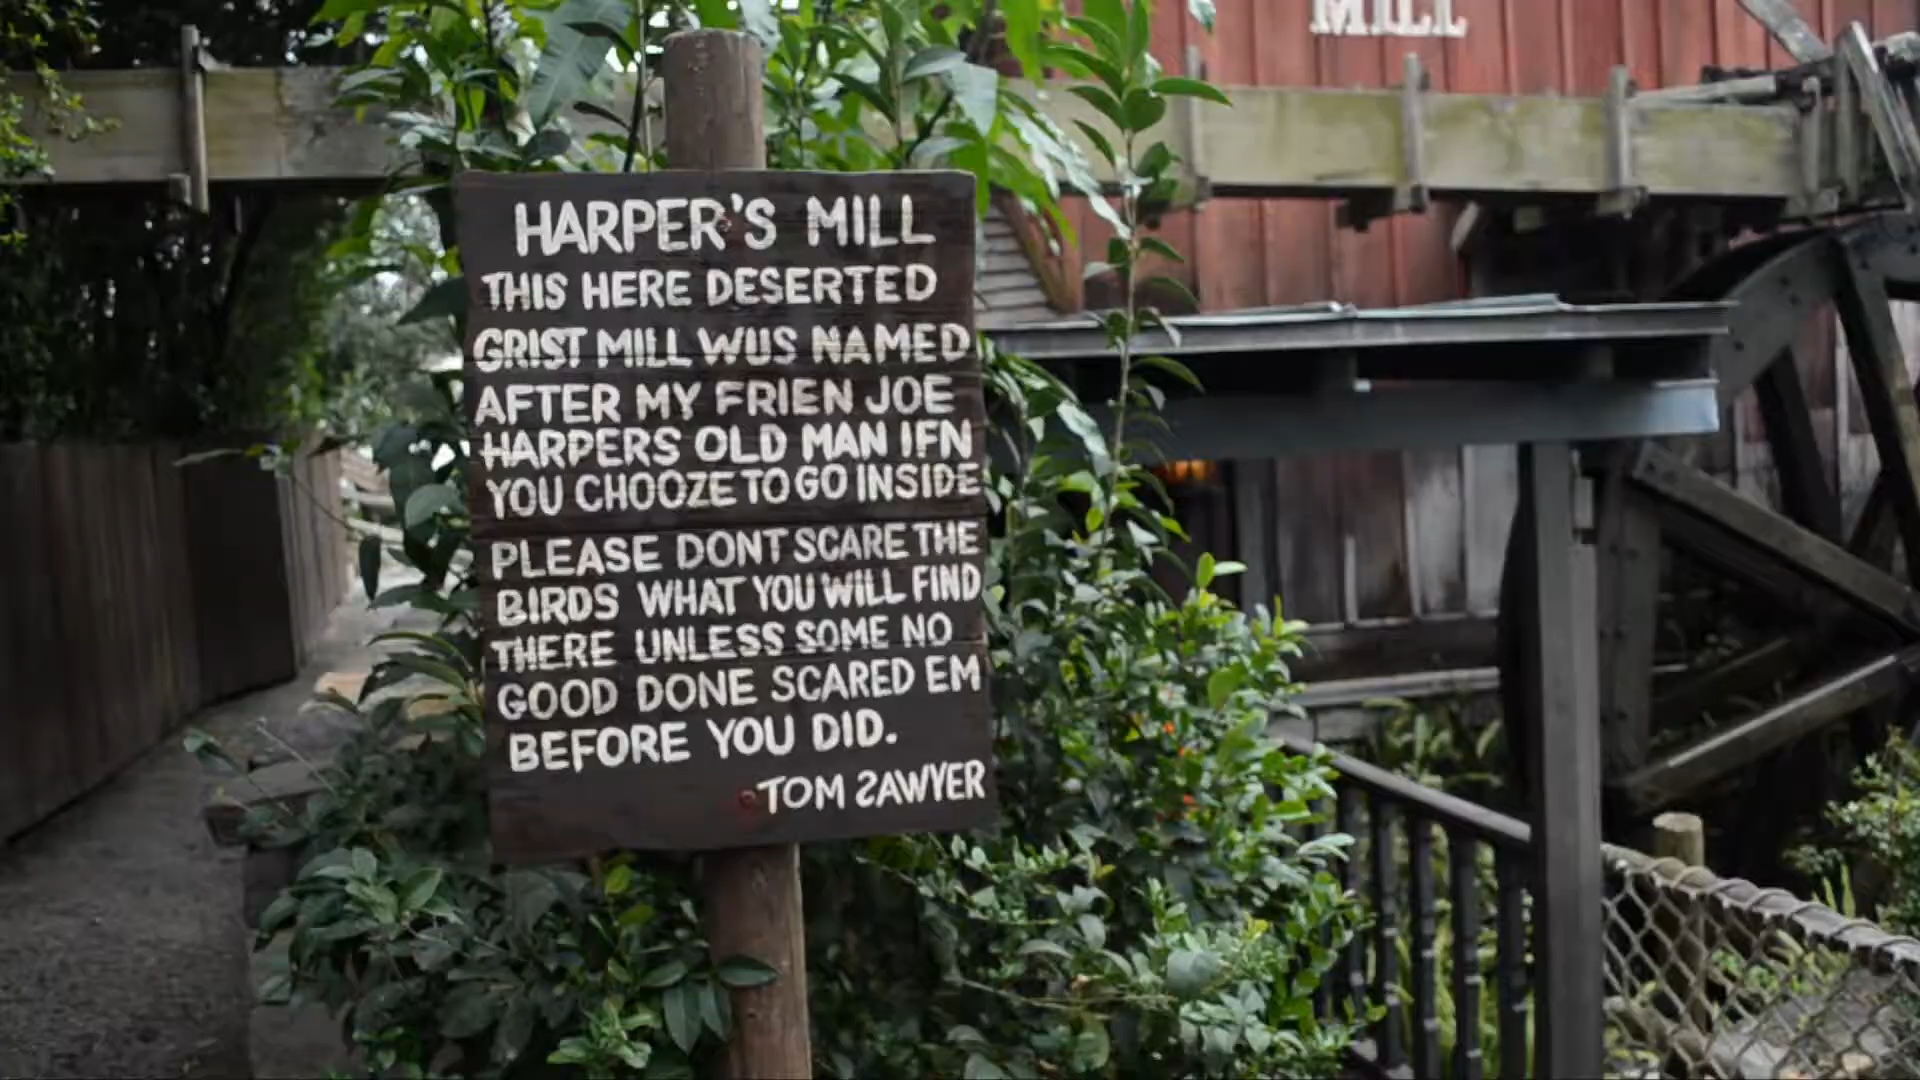 MILL
HARPER'S MILL
THIS HERE DESERTED
GRIST MILL WUS NAMED
AFTER MY FRIEN JOE
HARPERS OLD MAN IFN
YOU CHOOZE TO GO INSIDE
PLEASE DONT SCARE THE
BIRDS WHAT YOU WILL FIND
THERE UNLESS SOME NO
GOOD DONE SCARED EM
BEFORE YOU DID.
TOM SAWYER